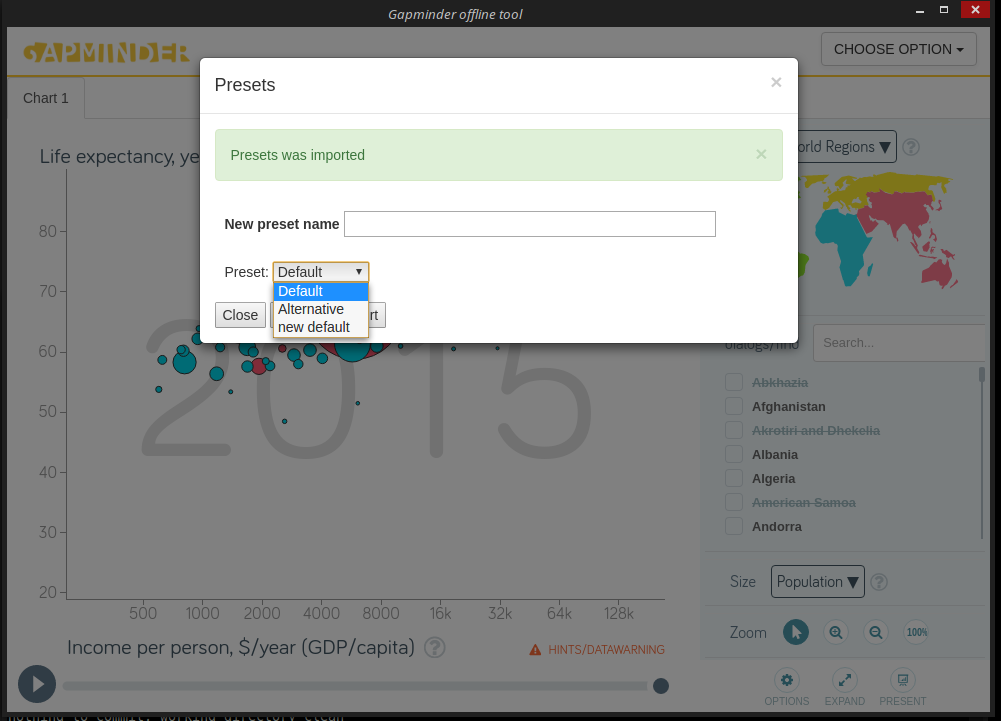 Gapminder offline tool
GAPMINDER
CHOOSE OPTION
Chart 1
Presets
×
Presets was imported
×
New preset name
Preset: Default
Default
Alternative
new default
Close
rt
Life expectancy, ye
orld Regions ?
80
70
60
50
40
30
20
2015
500 1000 2000 4000 8000 16k 32k 64k 128k
Income per person, $/year (GDP/capita) ?
HINTS/DATAWARNING
Search...
Abkhazia
Afghanistan
Akrotiri and Dhekelia
Albania
Algeria
American Samoa
Andorra
Size Population ?
Zoom 100%
OPTIONS EXPAND PRESENT